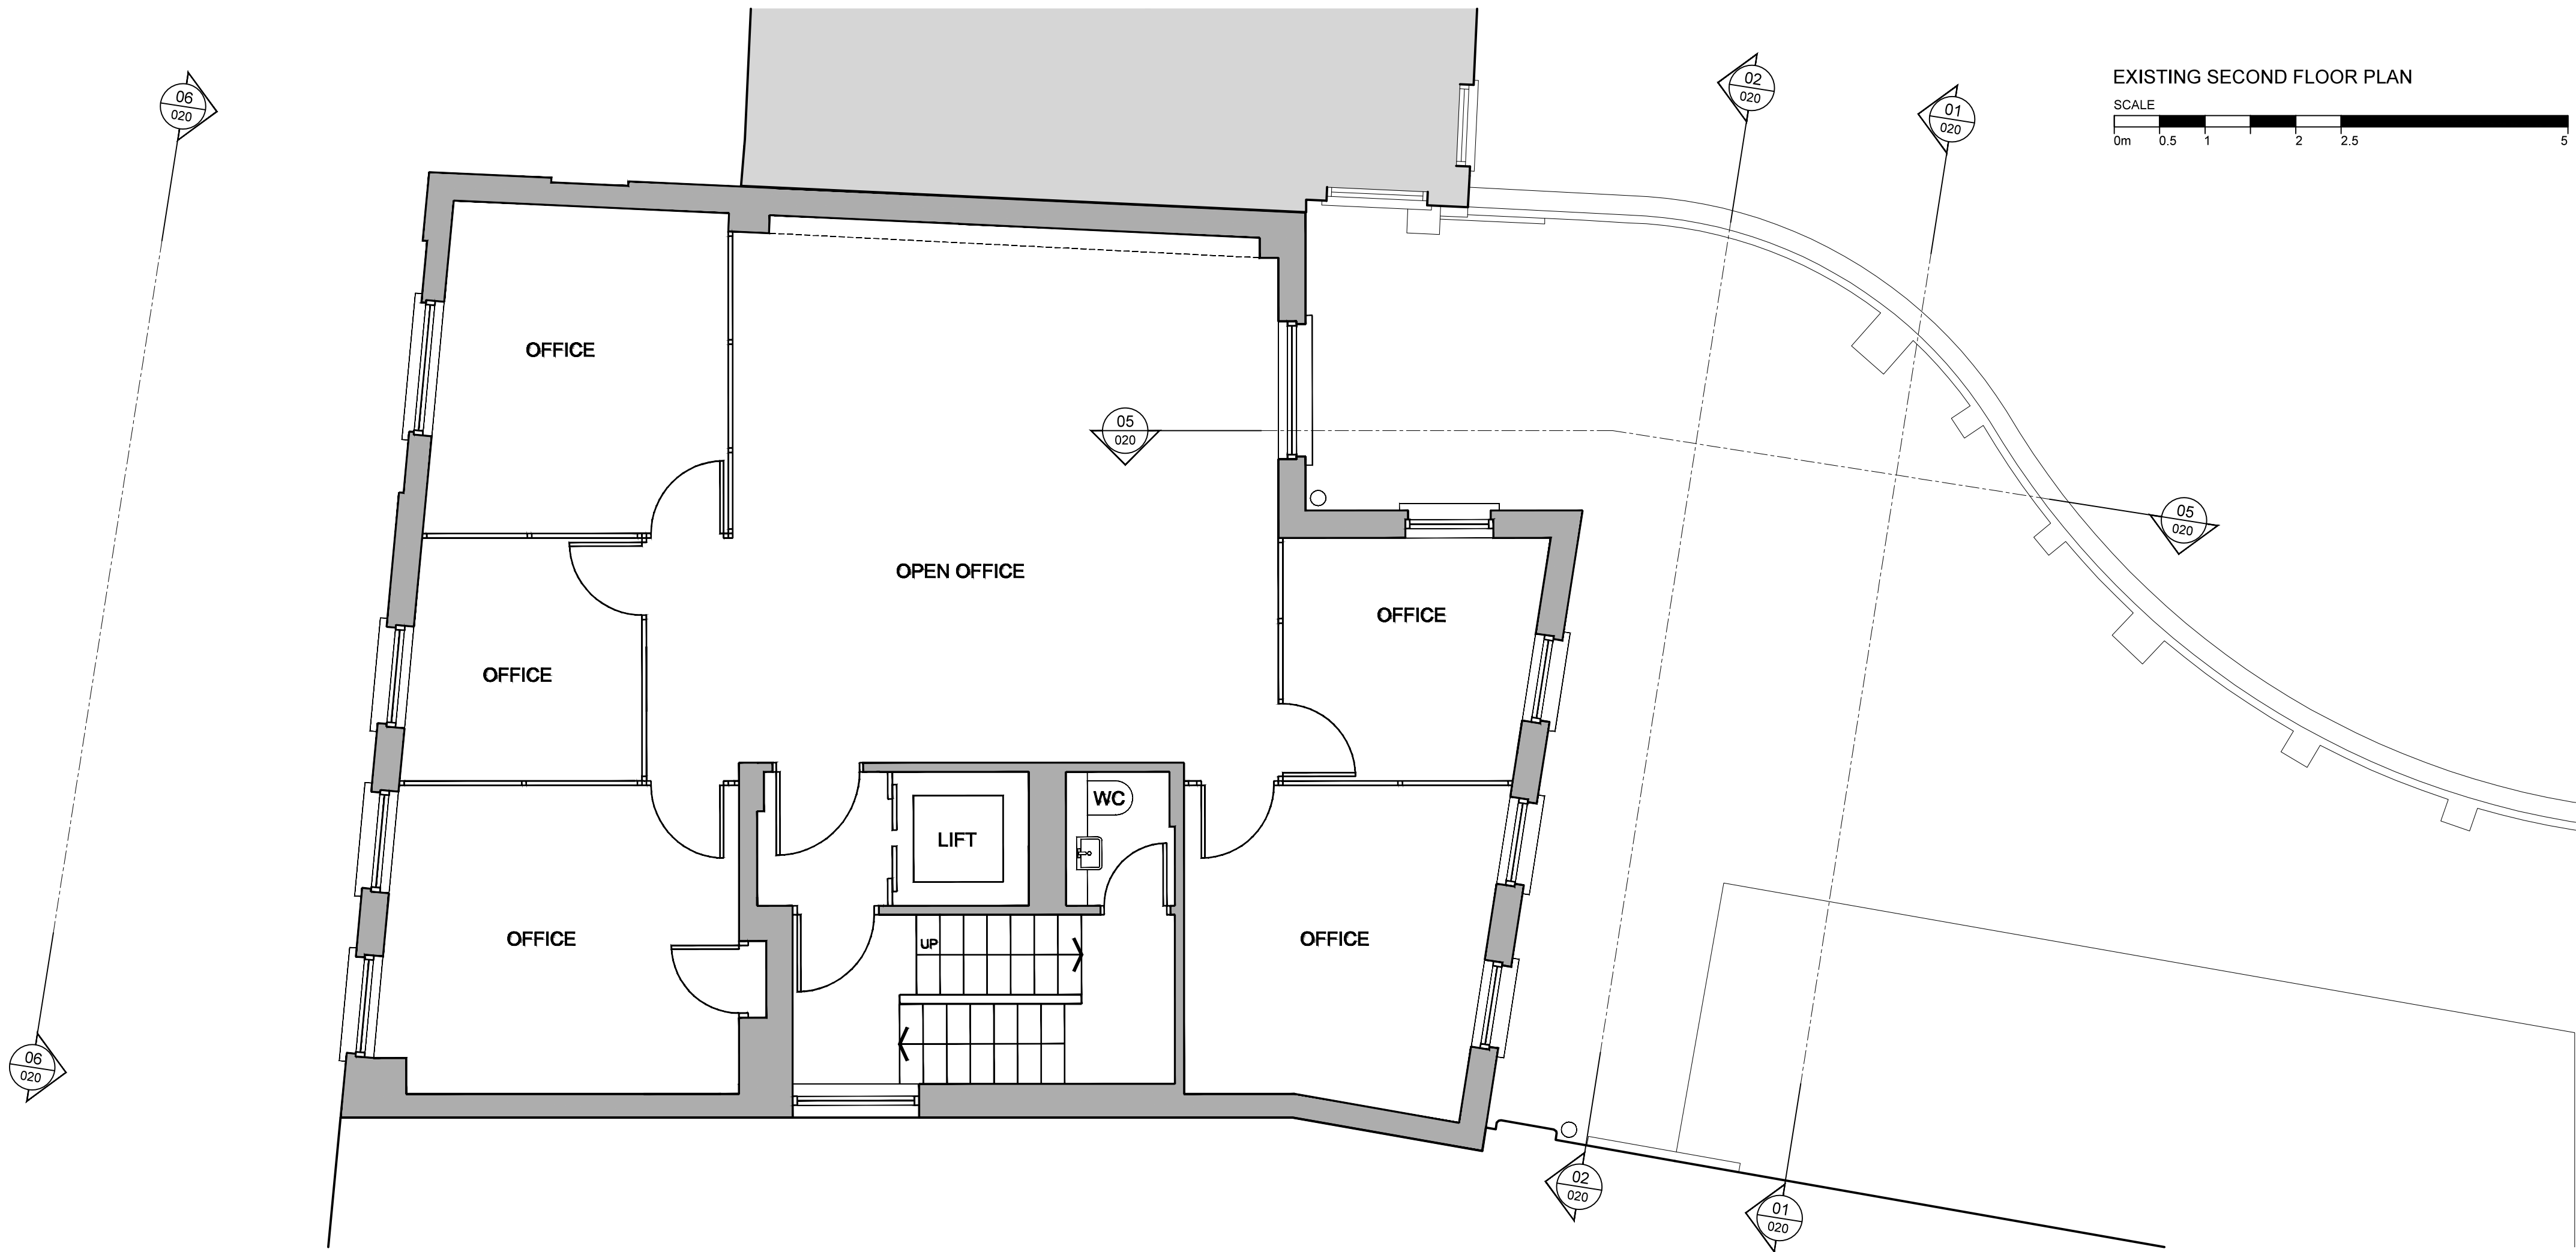 EXISTING SECOND FLOOR PLAN
SCALE
0m 0.5 1 2 2.5 5
06
020
02
020
01
020
OFFICE
05
020
05
020
OPEN OFFICE
OFFICE
OFFICE
WC
LIFT
OFFICE
UP
OFFICE
06
020
02
020
01
020